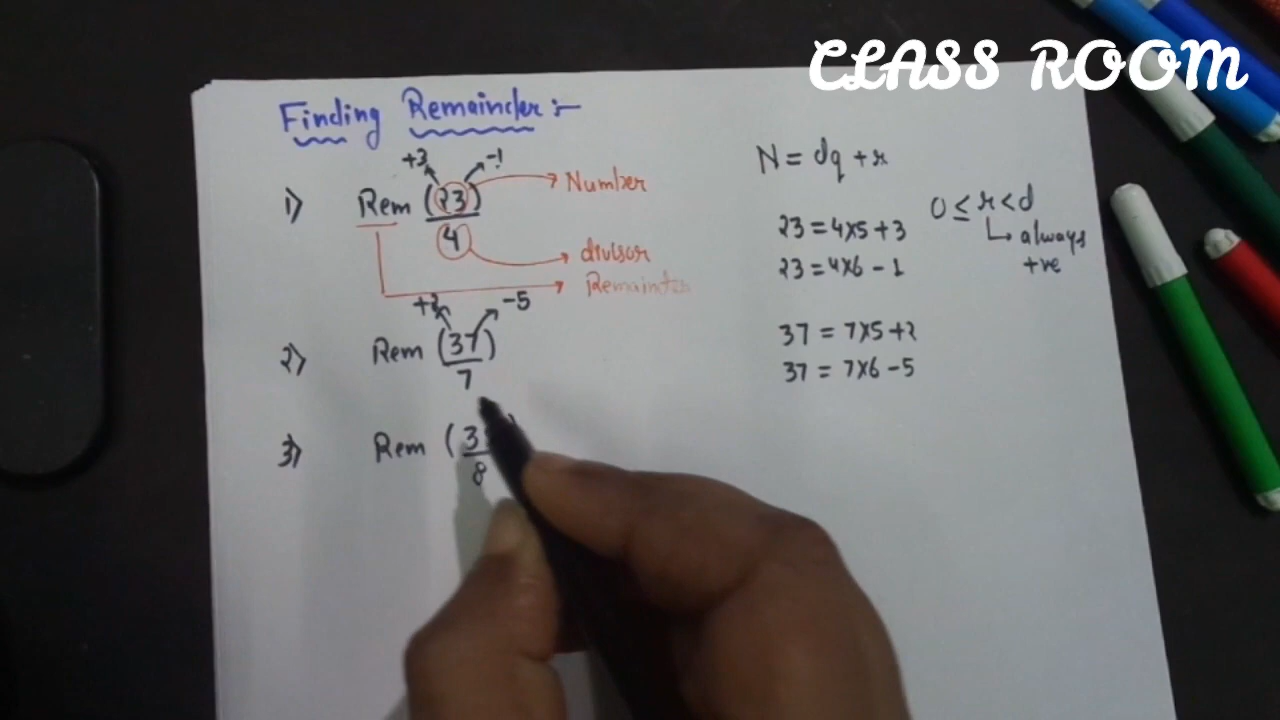 CLASS ROOM
Finding Remainder :-
+3 -1
1) Rem (23) Number
4 divisor
Remainder
N = dq + r
0 ≤ r < d
always
+ve
23 = 4×5 + 3
23 = 4×6 - 1
+2 -5
2) Rem (37)
7
37 = 7×5 + 2
37 = 7×6 - 5
3) Rem (3
8